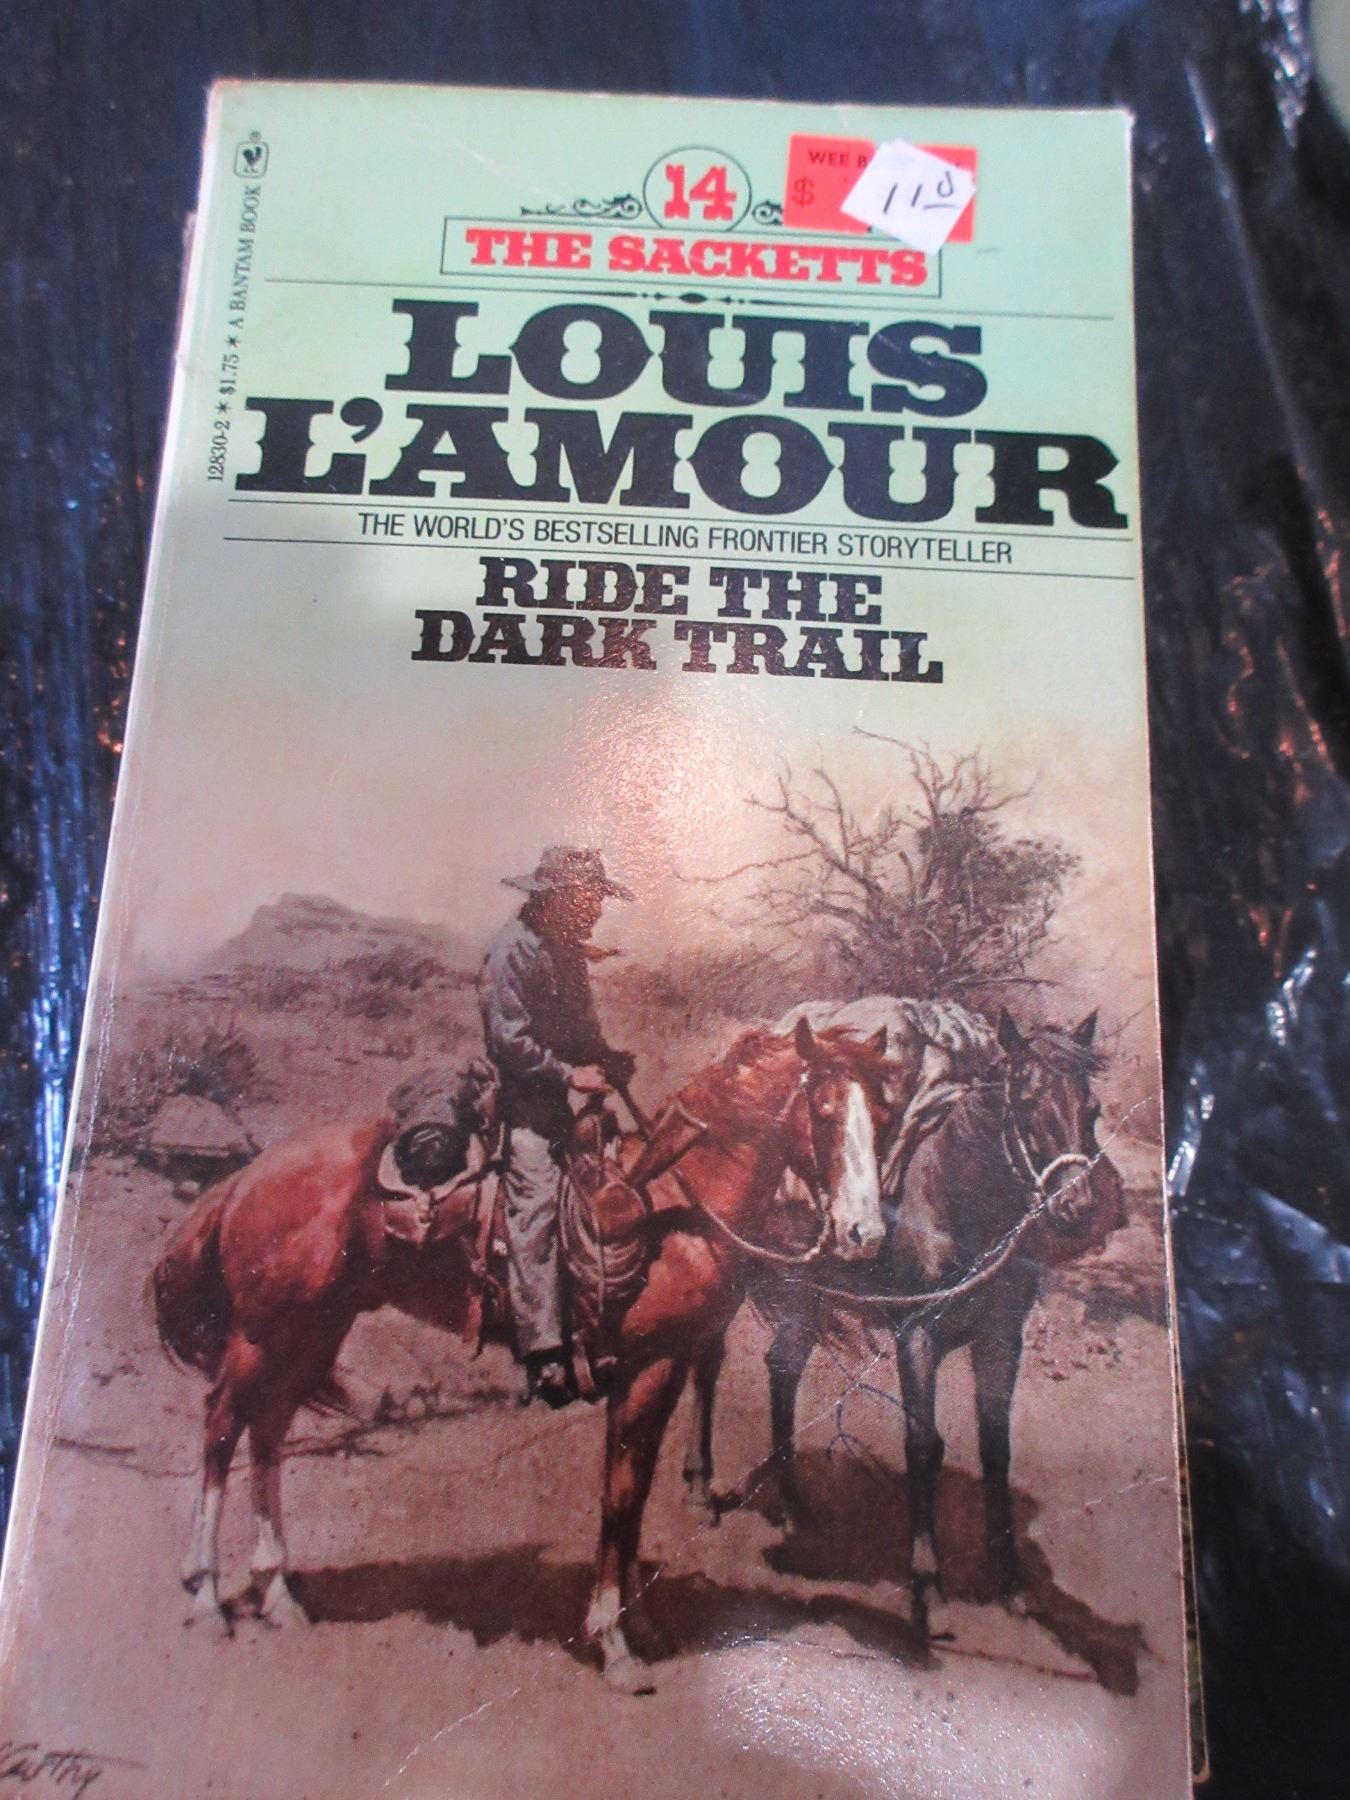 12830-2 * $1.75 * A BANTAM BOOK
14
WEE
$
11
THE SACKETTS
LOUIS
L'AMOUR
THE WORLD'S BESTSELLING FRONTIER STORYTELLER
RIDE THE
DARK TRAIL